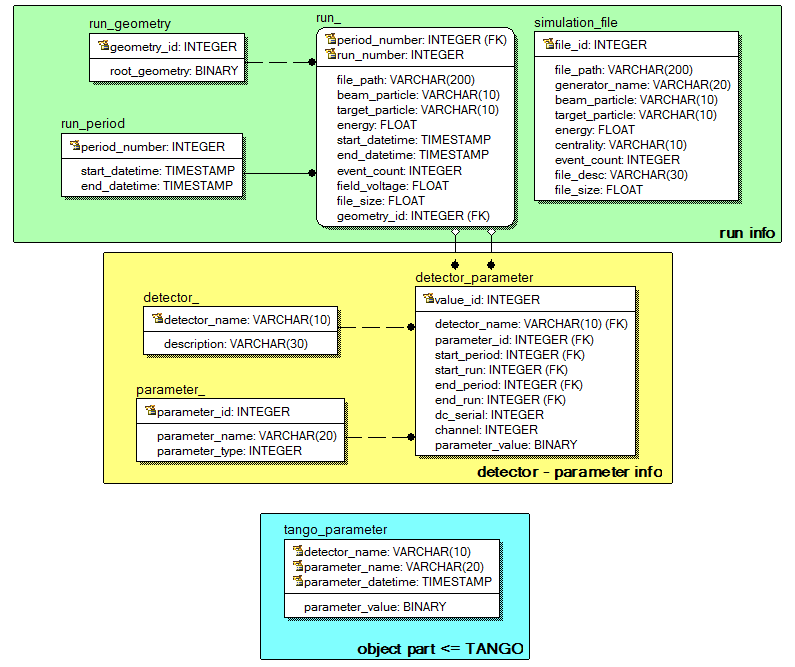 run_geometry
geometry_id: INTEGER
root_geometry: BINARY
run_period
period_number: INTEGER
start_datetime: TIMESTAMP
end_datetime: TIMESTAMP
run_
period_number: INTEGER (FK)
run_number: INTEGER
file_path: VARCHAR(200)
beam_particle: VARCHAR(10)
target_particle: VARCHAR(10)
energy: FLOAT
start_datetime: TIMESTAMP
end_datetime: TIMESTAMP
event_count: INTEGER
field_voltage: FLOAT
file_size: FLOAT
geometry_id: INTEGER (FK)
simulation_file
file_id: INTEGER
file_path: VARCHAR(200)
generator_name: VARCHAR(20)
beam_particle: VARCHAR(10)
target_particle: VARCHAR(10)
energy: FLOAT
centrality: VARCHAR(10)
event_count: INTEGER
file_desc: VARCHAR(30)
file_size: FLOAT
run info
detector_
detector_name: VARCHAR(10)
description: VARCHAR(30)
parameter_
parameter_id: INTEGER
parameter_name: VARCHAR(20)
parameter_type: INTEGER
detector_parameter
value_id: INTEGER
detector_name: VARCHAR(10) (FK)
parameter_id: INTEGER (FK)
start_period: INTEGER (FK)
start_run: INTEGER (FK)
end_period: INTEGER (FK)
end_run: INTEGER (FK)
dc_serial: INTEGER
channel: INTEGER
parameter_value: BINARY
detector - parameter info
tango_parameter
detector_name: VARCHAR(10)
parameter_name: VARCHAR(20)
parameter_datetime: TIMESTAMP
parameter_value: BINARY
object part <= TANGO